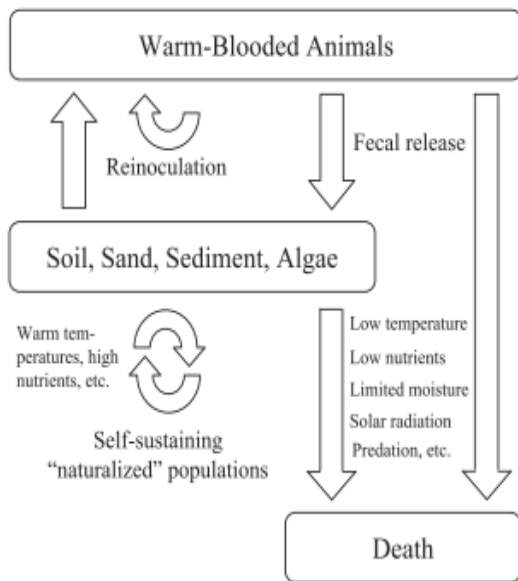 Warm-Blooded Animals
Fecal release
Reinoculation
Soil, Sand, Sediment, Algae
Warm tem-
peratures, high
nutrients, etc.
Self-sustaining
“naturalized” populations
Low temperature
Low nutrients
Limited moisture
Solar radiation
Predation, etc.
Death